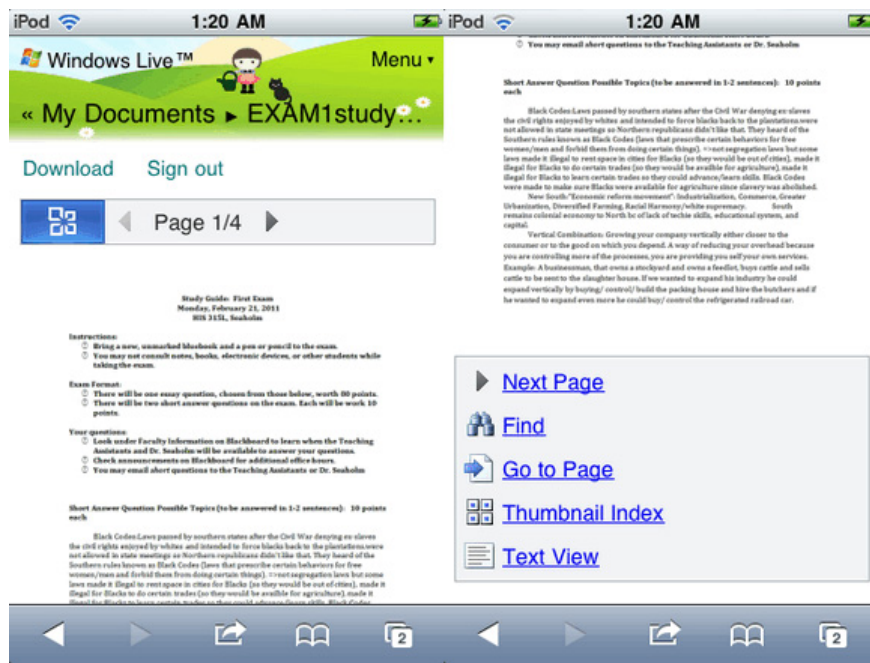 iPod 1:20 AM
Windows Live™ Menu
« My Documents ▸ EXAM1study...
Download Sign out
Page 1/4
Study Guide: First Exam
Monday, February 21, 2011
HIS 315L, Seaholm
Instructions:
Bring a new, unmarked bluebook and a pen or pencil to the exam.
You may not consult notes, books, electronic devices, or other students while
taking the exam.
Exam Format:
There will be one essay question, chosen from those below, worth 80 points.
There will be two short answer questions on the exam. Each will be work 10
points.
Your questions:
Look under Faculty Information on Blackboard to learn when the Teaching
Assistants and Dr. Seaholm will be available to answer your questions.
Check announcements on Blackboard for additional office hours.
You may email short questions to the Teaching Assistants or Dr. Seaholm
Short Answer Question Possible Topics (to be answered in 1-2 sentences): 10 points
each
Black Codes:Laws passed by southern states after the Civil War denying ex-slaves
the civil rights enjoyed by whites and intended to force blacks back to the plantations.were
not allowed in state meetings so Northern republicans didn't like that. They heard of the
Southern rules known as Black Codes (laws that prescribe certain behaviors for free
women/men and forbid them from doing certain things). =>not segregation laws but some
laws made it illegal to rent space in cities for Blacks (so they would be out of cities), made it
illegal for Blacks to do certain trades (so they would be availble for agriculture), made it
illegal for Blacks to learn certain trades so they could advance/learn skills. Black Codes
2
iPod 1:20 AM
You may email short questions to the Teaching Assistants or Dr. Seaholm
Short Answer Question Possible Topics (to be answered in 1-2 sentences): 10 points
each
Black Codes:Laws passed by southern states after the Civil War denying ex-slaves
the civil rights enjoyed by whites and intended to force blacks back to the plantations.were
not allowed in state meetings so Northern republicans didn't like that. They heard of the
Southern rules known as Black Codes (laws that prescribe certain behaviors for free
women/men and forbid them from doing certain things). =>not segregation laws but some
laws made it illegal to rent space in cities for Blacks (so they would be out of cities), made it
illegal for Blacks to do certain trades (so they would be availble for agriculture), made it
illegal for Blacks to learn certain trades so they could advance/learn skills. Black Codes
were made to make sure Blacks were available for agriculture since slavery was abolished.
New South:"Economic reform movement": Industrialization, Commerce, Greater
Urbanization, Diversified Farming, Racial Harmony/white supremacy. South
remains colonial economy to North bc of lack of techie skills, educational system, and
capital.
Vertical Combination: Growing your company vertically either closer to the
consumer or to the good on which you depend. A way of reducing your overhead because
you are controlling more of the processes, you are providing you self your own services.
Example: A businessman, that owns a stockyard and owns a feedlot, buys cattle and sells
cattle to be sent to the slaughter house. If we wanted to expand his industry he could
expand vertically by buying/ control/ build the packing house and hire the butchers and if
he wanted to expand even more he could buy/ control the refrigerated railroad car.
Next Page
Find
Go to Page
Thumbnail Index
Text View
2